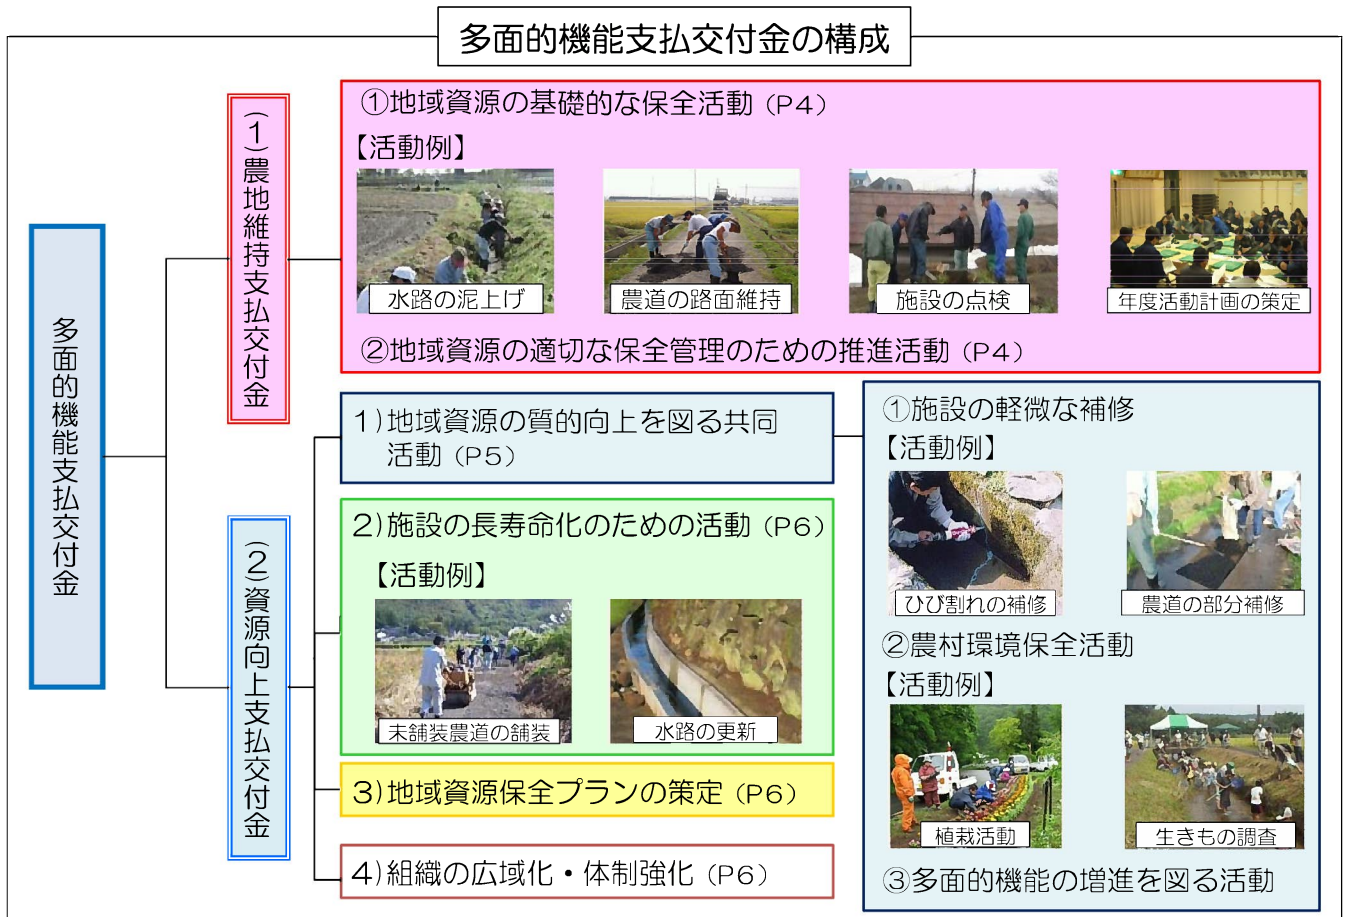 多面的機能支払交付金の構成
多面的機能支払交付金
(1)農地維持支払交付金
①地域資源の基礎的な保全活動（P4）
【活動例】
水路の泥上げ
農道の路面維持
施設の点検
年度活動計画の策定
②地域資源の適切な保全管理のための推進活動（P4）
(2)資源向上支払交付金
1)地域資源の質的向上を図る共同
活動（P5）
2)施設の長寿命化のための活動（P6）
【活動例】
未舗装農道の舗装
水路の更新
3)地域資源保全プランの策定（P6）
4)組織の広域化・体制強化（P6）
①施設の軽微な補修
【活動例】
ひび割れの補修
農道の部分補修
②農村環境保全活動
【活動例】
植栽活動
生きもの調査
③多面的機能の増進を図る活動